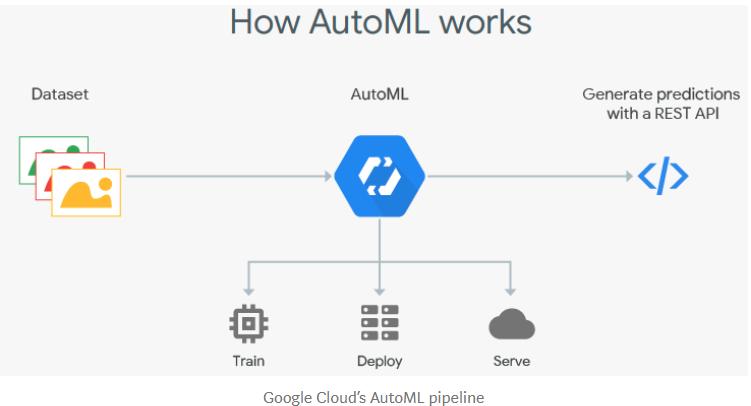 How AutoML works
Dataset
AutoML
Generate predictions
with a REST API
Train
Deploy
Serve
Google Cloud's AutoML pipeline